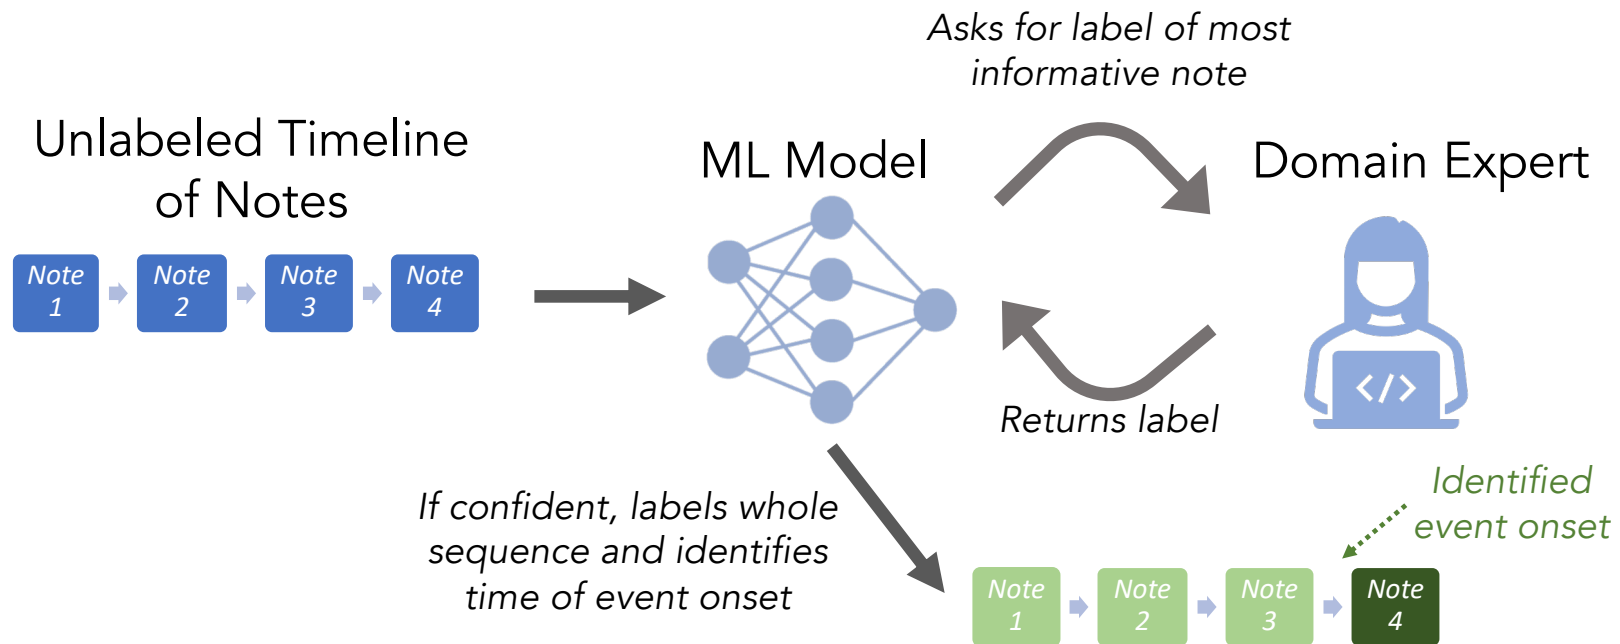 Asks for label of most
informative note
Unlabeled Timeline
of Notes
ML Model
Domain Expert
Note
1
Note
2
Note
3
Note
4
</>
Returns label
If confident, labels whole
sequence and identifies
time of event onset
Identified
event onset
Note
1
Note
2
Note
3
Note
4